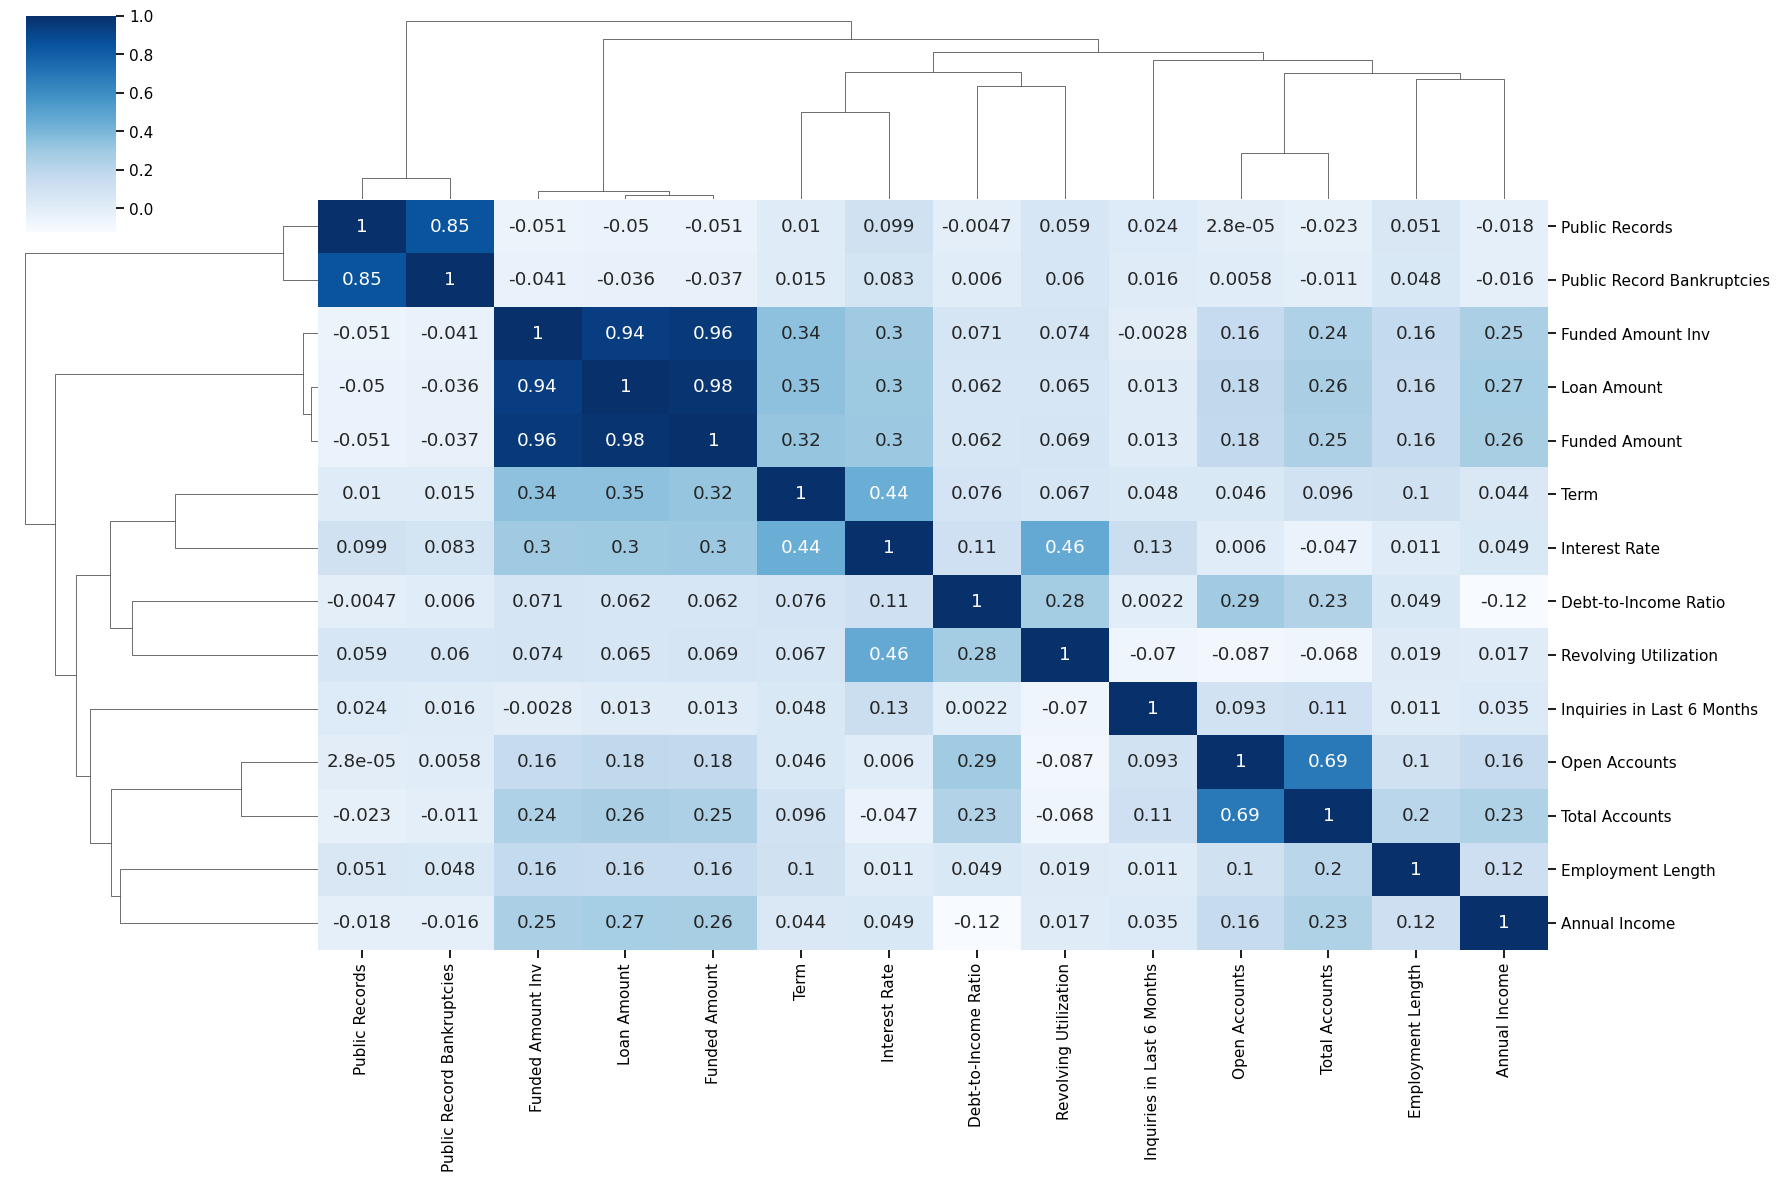 1.0
0.8
0.6
0.4
0.2
0.0
1 0.85 -0.051 -0.05 -0.051 0.01 0.099 -0.0047 0.059 0.024 2.8e-05 -0.023 0.051 -0.018 Public Records
0.85 1 -0.041 -0.036 -0.037 0.015 0.083 0.006 0.06 0.016 0.0058 -0.011 0.048 -0.016 Public Record Bankruptcies
-0.051 -0.041 1 0.94 0.96 0.34 0.3 0.071 0.074 -0.0028 0.16 0.24 0.16 0.25 Funded Amount Inv
-0.05 -0.036 0.94 1 0.98 0.35 0.3 0.062 0.065 0.013 0.18 0.26 0.16 0.27 Loan Amount
-0.051 -0.037 0.96 0.98 1 0.32 0.3 0.062 0.069 0.013 0.18 0.25 0.16 0.26 Funded Amount
0.01 0.015 0.34 0.35 0.32 1 0.44 0.076 0.067 0.048 0.046 0.096 0.1 0.044 Term
0.099 0.083 0.3 0.3 0.3 0.44 1 0.11 0.46 0.13 0.006 -0.047 0.011 0.049 Interest Rate
-0.0047 0.006 0.071 0.062 0.062 0.076 0.11 1 0.28 0.0022 0.29 0.23 0.049 -0.12 Debt-to-Income Ratio
0.059 0.06 0.074 0.065 0.069 0.067 0.46 0.28 1 -0.07 -0.087 -0.068 0.019 0.017 Revolving Utilization
0.024 0.016 -0.0028 0.013 0.013 0.048 0.13 0.0022 -0.07 1 0.093 0.11 0.011 0.035 Inquiries in Last 6 Months
2.8e-05 0.0058 0.16 0.18 0.18 0.046 0.006 0.29 -0.087 0.093 1 0.69 0.1 0.16 Open Accounts
-0.023 -0.011 0.24 0.26 0.25 0.096 -0.047 0.23 -0.068 0.11 0.69 1 0.2 0.23 Total Accounts
0.051 0.048 0.16 0.16 0.16 0.1 0.011 0.049 0.019 0.011 0.1 0.2 1 0.12 Employment Length
-0.018 -0.016 0.25 0.27 0.26 0.044 0.049 -0.12 0.017 0.035 0.16 0.23 0.12 1 Annual Income
Public Records
Public Record Bankruptcies
Funded Amount Inv
Loan Amount
Funded Amount
Term
Interest Rate
Debt-to-Income Ratio
Revolving Utilization
Inquiries in Last 6 Months
Open Accounts
Total Accounts
Employment Length
Annual Income